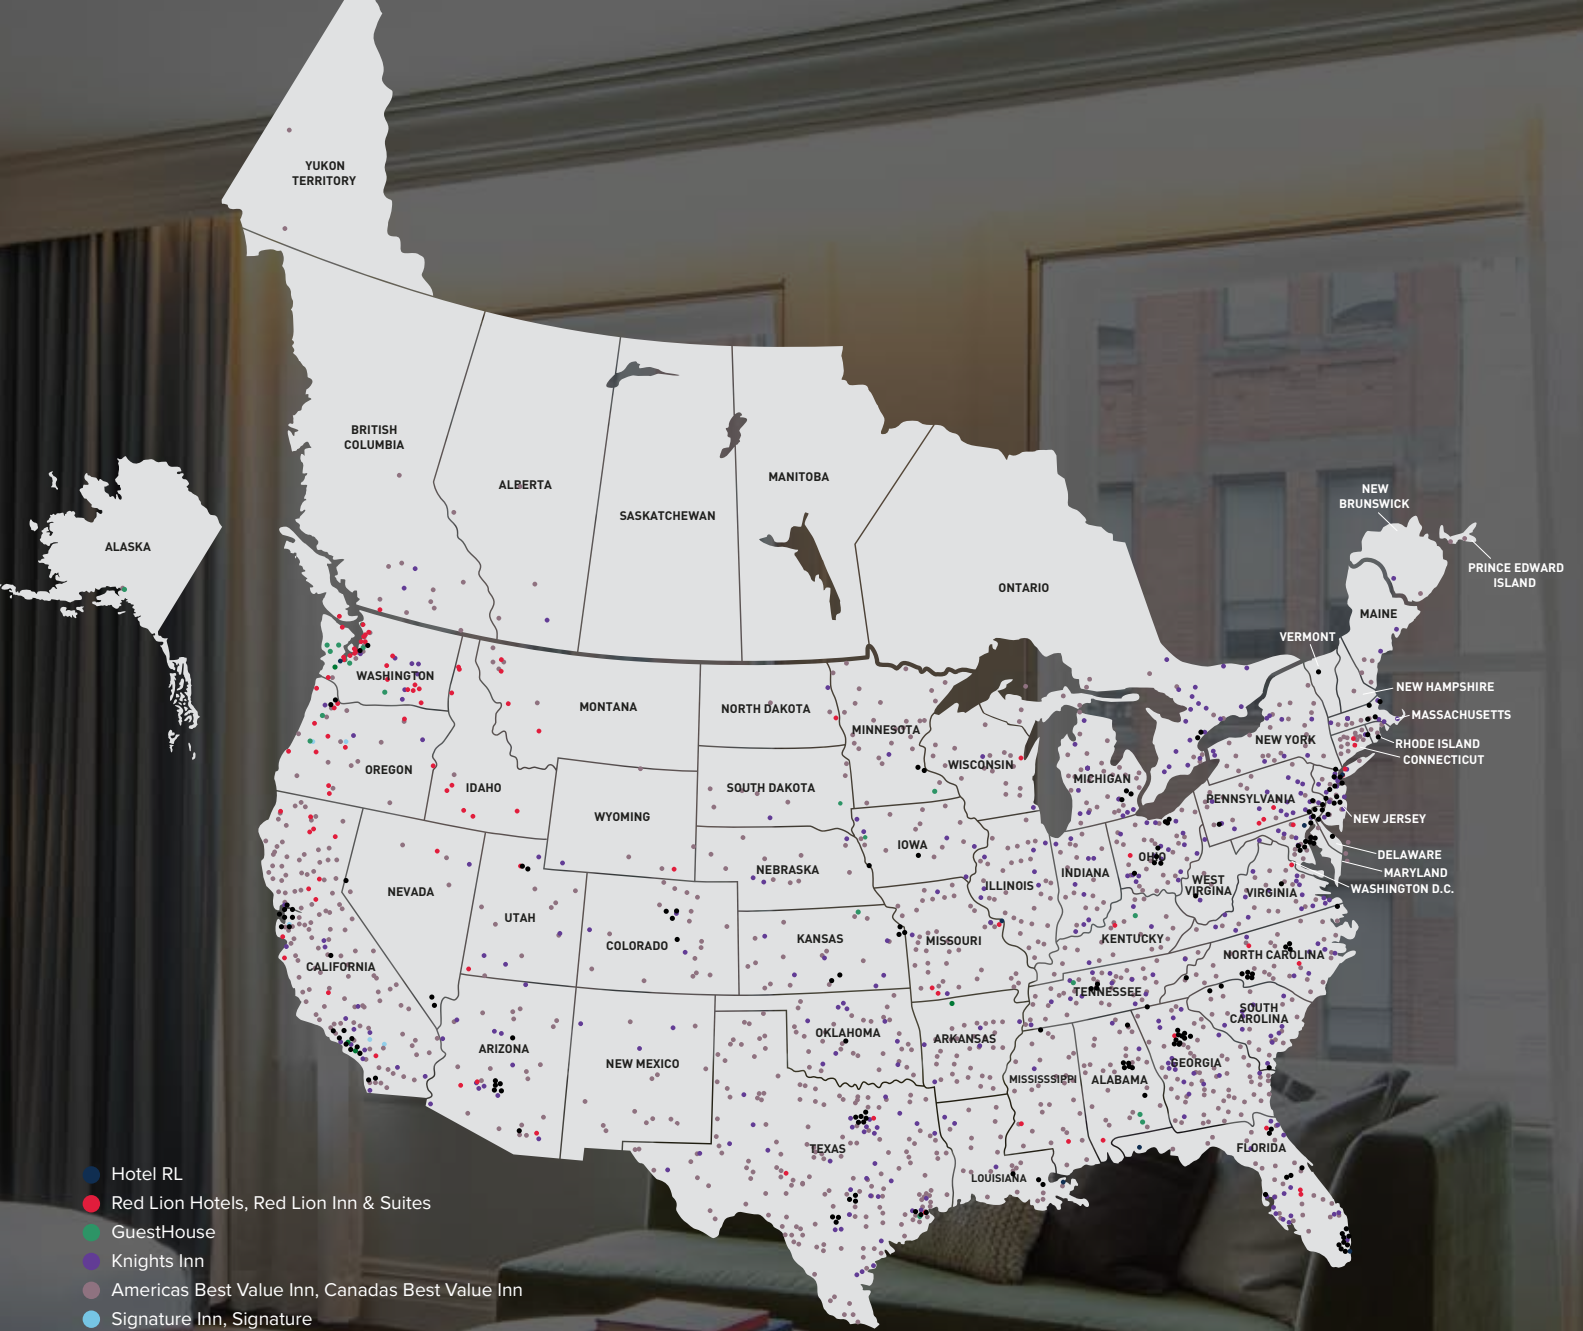 YUKON
TERRITORY
BRITISH
COLUMBIA
ALBERTA
MANITOBA
SASKATCHEWAN
NEW
BRUNSWICK
ALASKA
PRINCE EDWARD
ISLAND
ONTARIO
MAINE
VERMONT
WASHINGTON
NEW HAMPSHIRE
MONTANA
NORTH DAKOTA
MASSACHUSETTS
MINNESOTA
NEW YORK
RHODE ISLAND
CONNECTICUT
WISCONSIN
OREGON
MICHIGAN
IDAHO
SOUTH DAKOTA
PENNSYLVANIA
WYOMING
NEW JERSEY
IOWA
OHIO
DELAWARE
NEBRASKA
INDIANA
MARYLAND
ILLINOIS
WEST
VIRGINA
VIRGINIA
WASHINGTON D.C.
NEVADA
UTAH
COLORADO
KANSAS
MISSOURI
KENTUCKY
NORTH CAROLINA
CALIFORNIA
TENNESSEE
SOUTH
CAROLINA
OKLAHOMA
ARKANSAS
ARIZONA
NEW MEXICO
GEORGIA
MISSISSIPPI
ALABAMA
TEXAS
FLORIDA
LOUISIANA
Hotel RL
Red Lion Hotels, Red Lion Inn & Suites
GuestHouse
Knights Inn
Americas Best Value Inn, Canadas Best Value Inn
Signature Inn, Signature